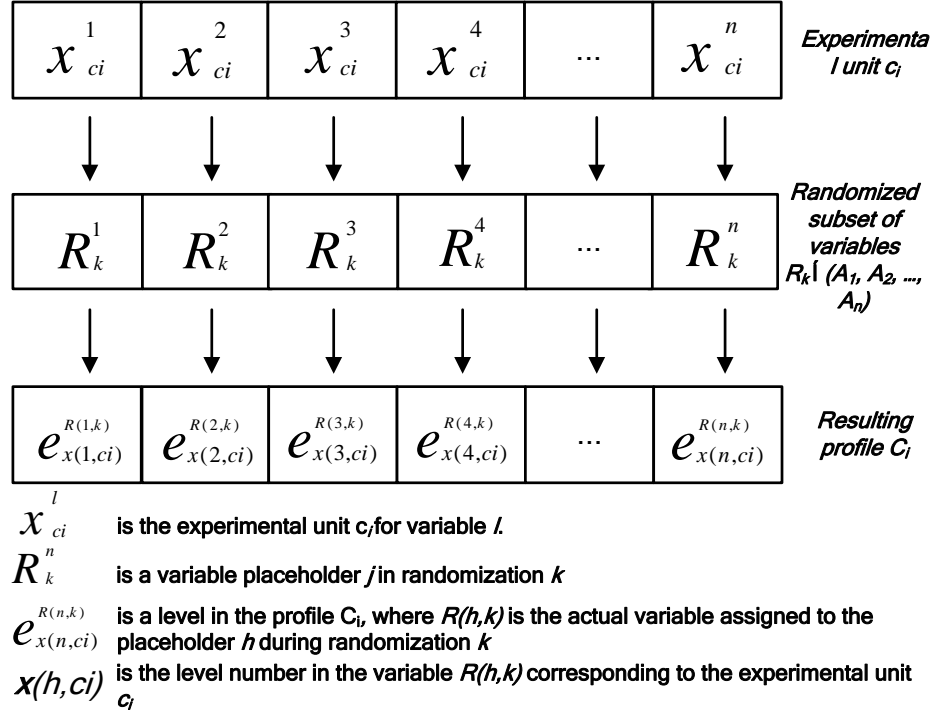 x 1 ci x 2 ci x 3 ci x 4 ci ... x n ci
Experimenta
l unit ci
R 1 k R 2 k R 3 k R 4 k ... R n k
Randomized
subset of
variables
Rk Í (A1, A2, ...,
An)
e R(1,k) x(1,ci) e R(2,k) x(2,ci) e R(3,k) x(3,ci) e R(4,k) x(4,ci) ... e R(n,k) x(n,ci)
Resulting
profile Ci
x l ci is the experimental unit ci for variable l.
R n k is a variable placeholder j in randomization k
e R(n,k) x(n,ci) is a level in the profile Ci, where R(h,k) is the actual variable assigned to the
placeholder h during randomization k
x(h,ci) is the level number in the variable R(h,k) corresponding to the experimental unit
ci